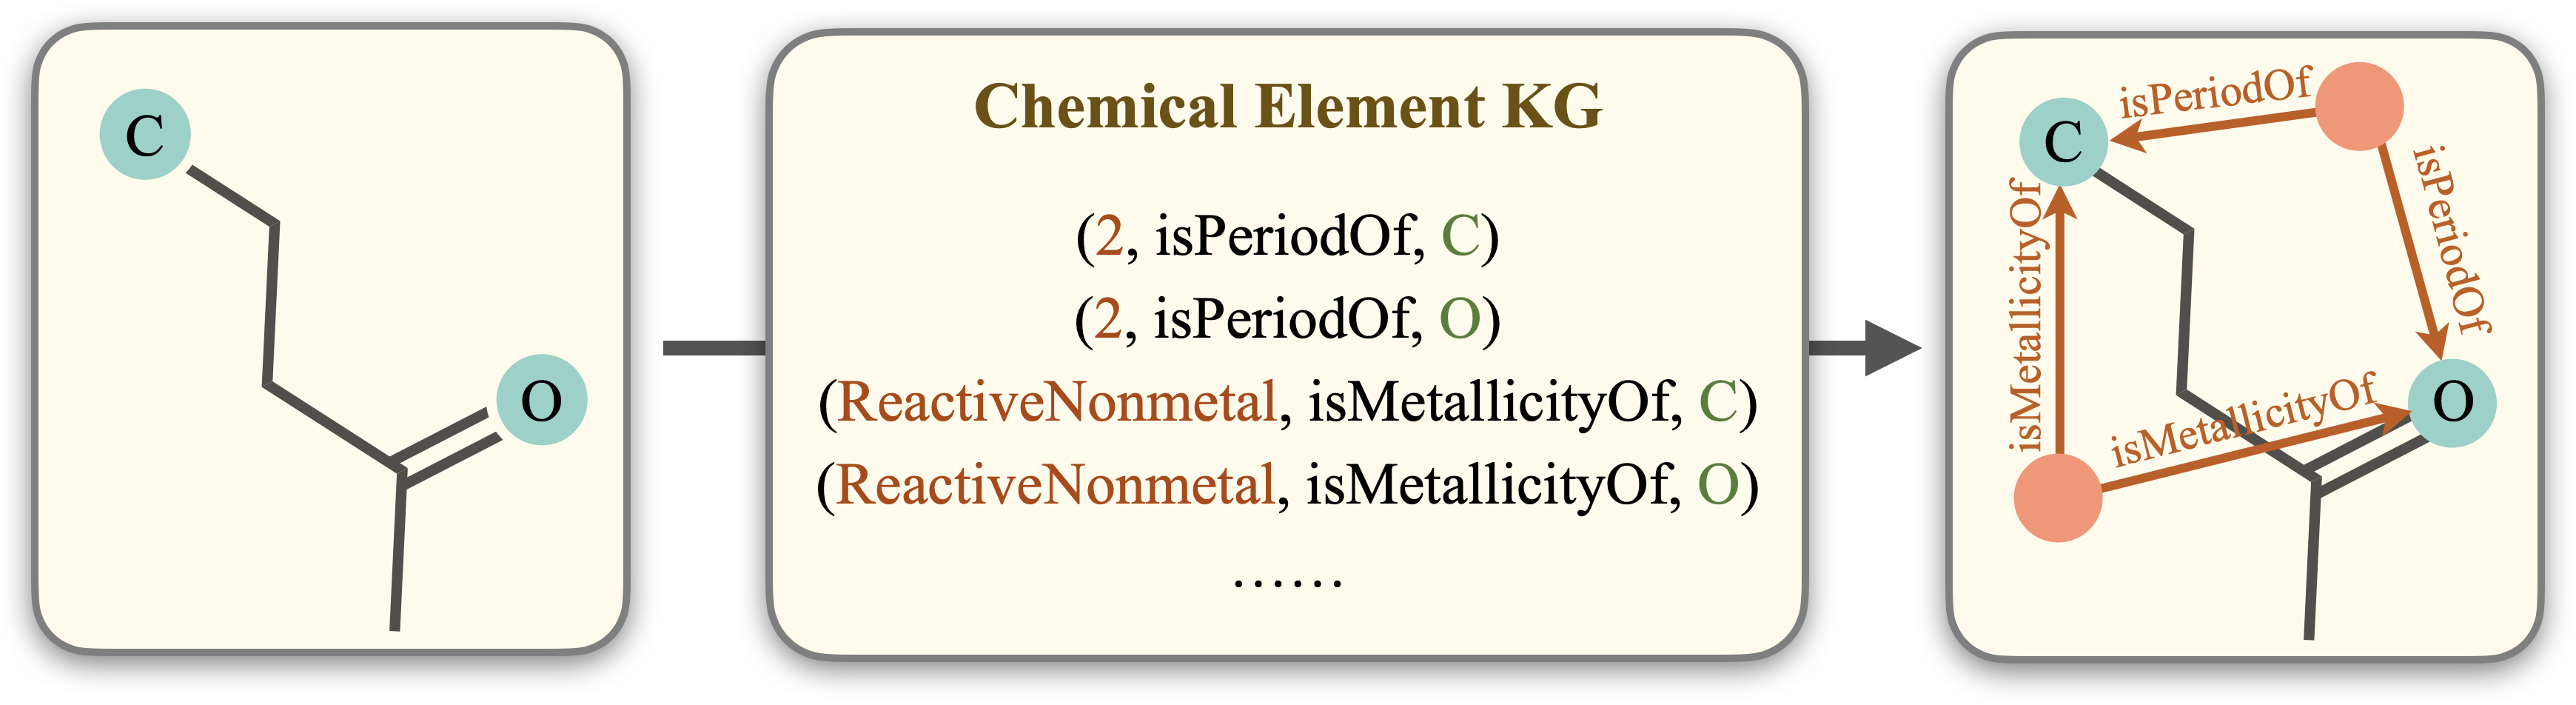 C
O
Chemical Element KG
(2, isPeriodOf, C)
(2, isPeriodOf, O)
(ReactiveNonmetal, isMetallicityOf, C)
(ReactiveNonmetal, isMetallicityOf, O)
......
isPeriodOf
C
isPeriodOf
isMetallicityOf
isMetallicityOf
O